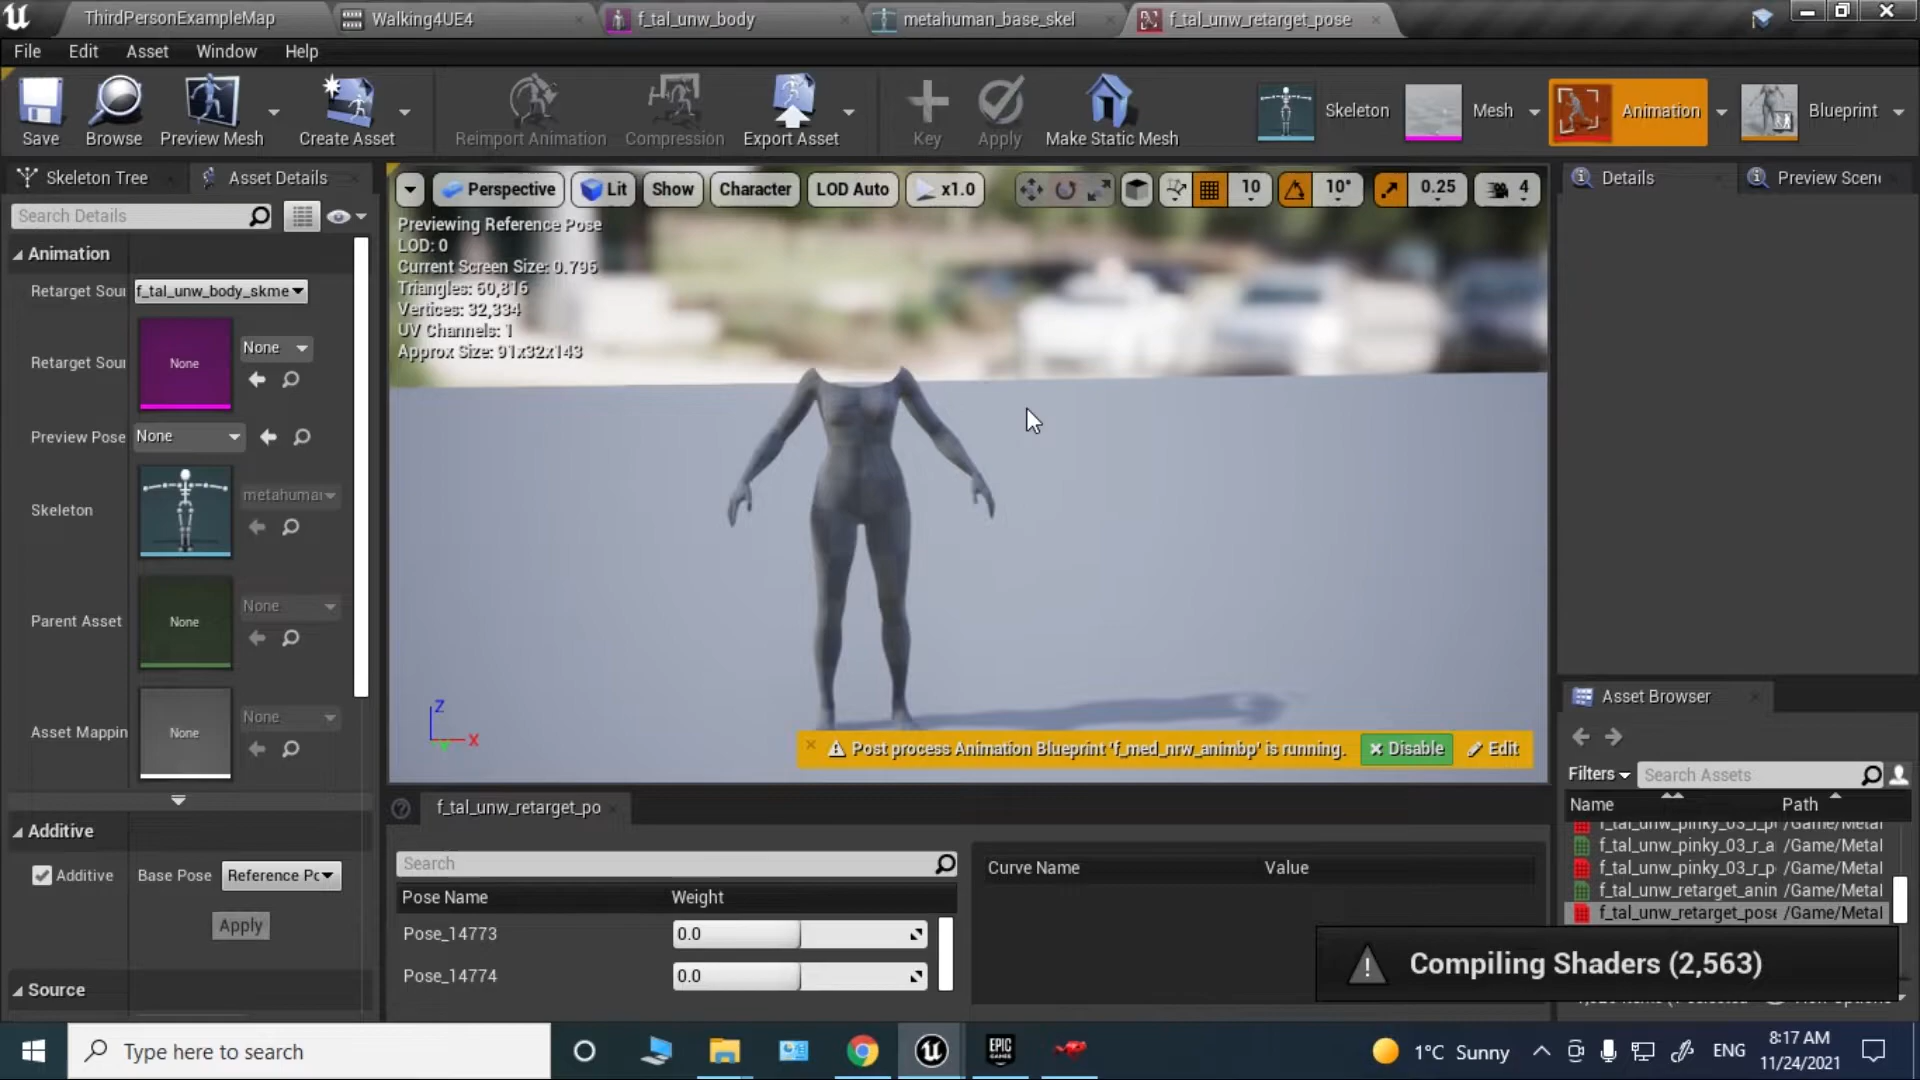 ThirdPersonExampleMap
Walking4UE4
f_tal_unw_body
metahuman_base_skel
f_tal_unw_retarget_pose
File Edit Asset Window Help
Save
Browse
Preview Mesh
Create Asset
Reimport Animation
Compression
Export Asset
Key
Apply
Make Static Mesh
Skeleton
Mesh
Animation
Blueprint
Skeleton Tree
Asset Details
Perspective
Lit
Show
Character
LOD Auto
x1.0
10
10°
0.25
4
Details
Preview Scen
Search Details
Previewing Reference Pose
LOD: 0
Current Screen Size: 0.796
Triangles: 60,816
Vertices: 32,334
UV Channels: 1
Approx Size: 91x32x143
Animation
Retarget Sour
f_tal_unw_body_skme
Retarget Sour
None
None
Preview Pose
None
Skeleton
metahuma
Parent Asset
None
None
Asset Mappin
None
None
Z
X
Post process Animation Blueprint 'f_med_nrw_animbp' is running.
Disable
Edit
Additive
Additive
Base Pose
Reference Pc
Apply
Source
f_tal_unw_retarget_po
Search
Pose Name
Weight
Pose_14773
0.0
Pose_14774
0.0
Curve Name
Value
Asset Browser
Filters
Search Assets
Name
Path
f_tal_unw_pinky_03_r_p /Game/Metal
f_tal_unw_pinky_03_r_a /Game/Metal
f_tal_unw_pinky_03_r_p /Game/Metal
f_tal_unw_retarget_anin /Game/Metal
f_tal_unw_retarget_pose /Game/Metal
Compiling Shaders (2,563)
Type here to search
EPIC
GAMES
1°C Sunny
ENG
8:17 AM
11/24/2021